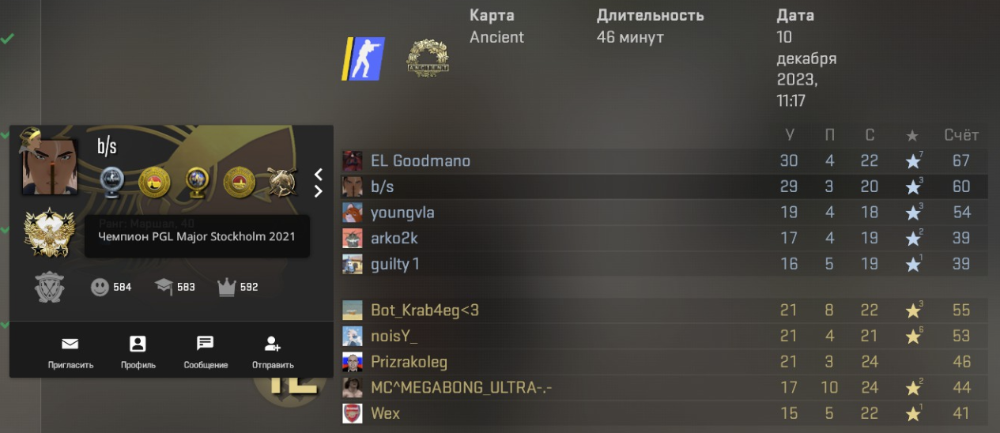 Карта Длительность Дата
Ancient 46 минут 10
декабря
2023,
11:17
ANCIENT
b/s
Ранг: Маршал, 40
Чемпион PGL Major Stockholm 2021
584 583 592
Пригласить Профиль Сообщение Отправить
У П С ★ Счёт
EL Goodmano 30 4 22 ★7 67
b/s 29 3 20 ★3 60
youngvla 19 4 18 ★3 54
arko2k 17 4 19 ★2 39
guilty1 16 5 19 ★1 39
Bot_Krab4eg<3 21 8 22 ★3 55
noisY_ 21 4 21 ★6 53
Prizrakoleg 21 3 24 46
MC^MEGABONG_ULTRA-.- 17 10 24 ★2 44
Wex 15 5 22 ★1 41